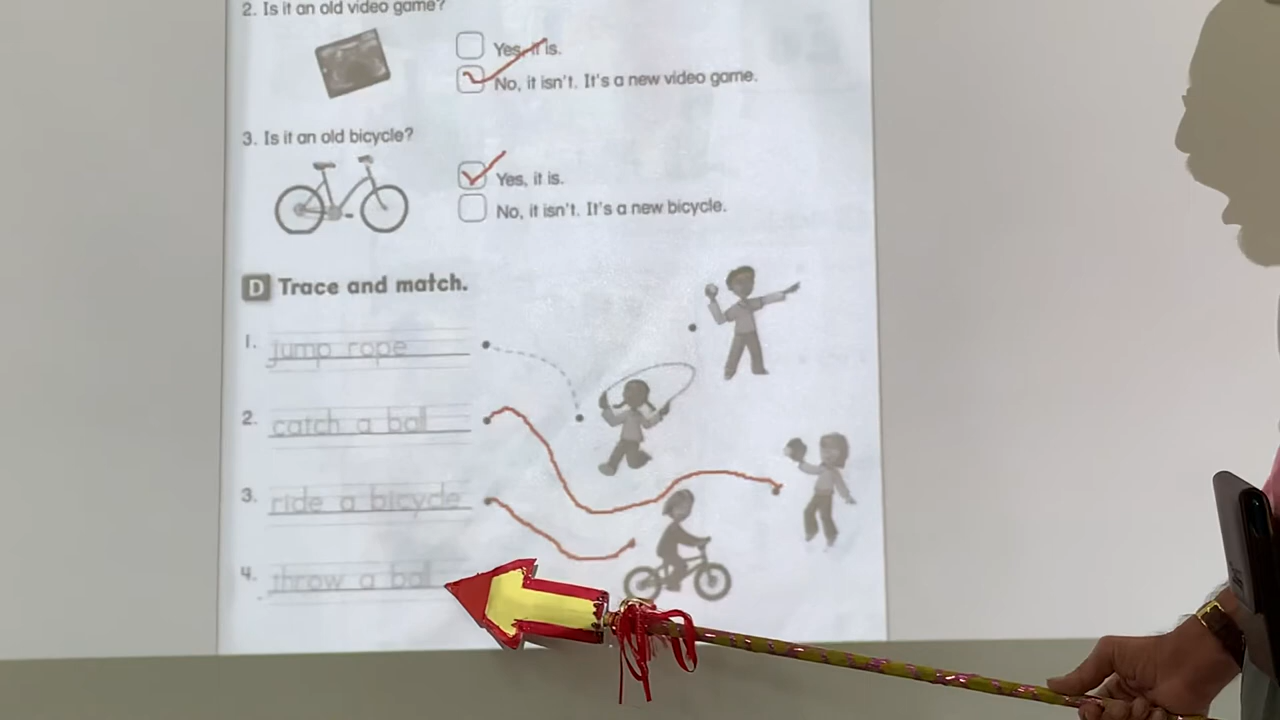 2. Is it an old video game?
Yes, it is.
No, it isn't. It's a new video game.
3. Is it an old bicycle?
Yes, it is.
No, it isn't. It's a new bicycle.
D Trace and match.
1. jump rope
2. catch a ball
3. ride a bicycle
4. throw a ball